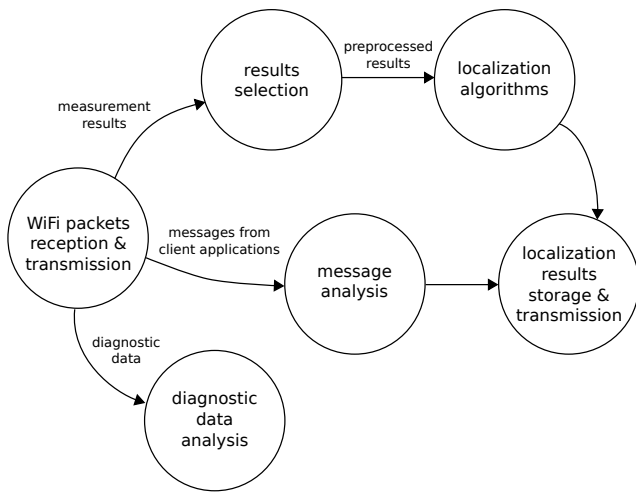 results
selection
preprocessed
results
localization
algorithms
measurement
results
WiFi packets
reception &
transmission
messages from
client applications
message
analysis
localization
results
storage &
transmission
diagnostic
data
diagnostic
data
analysis